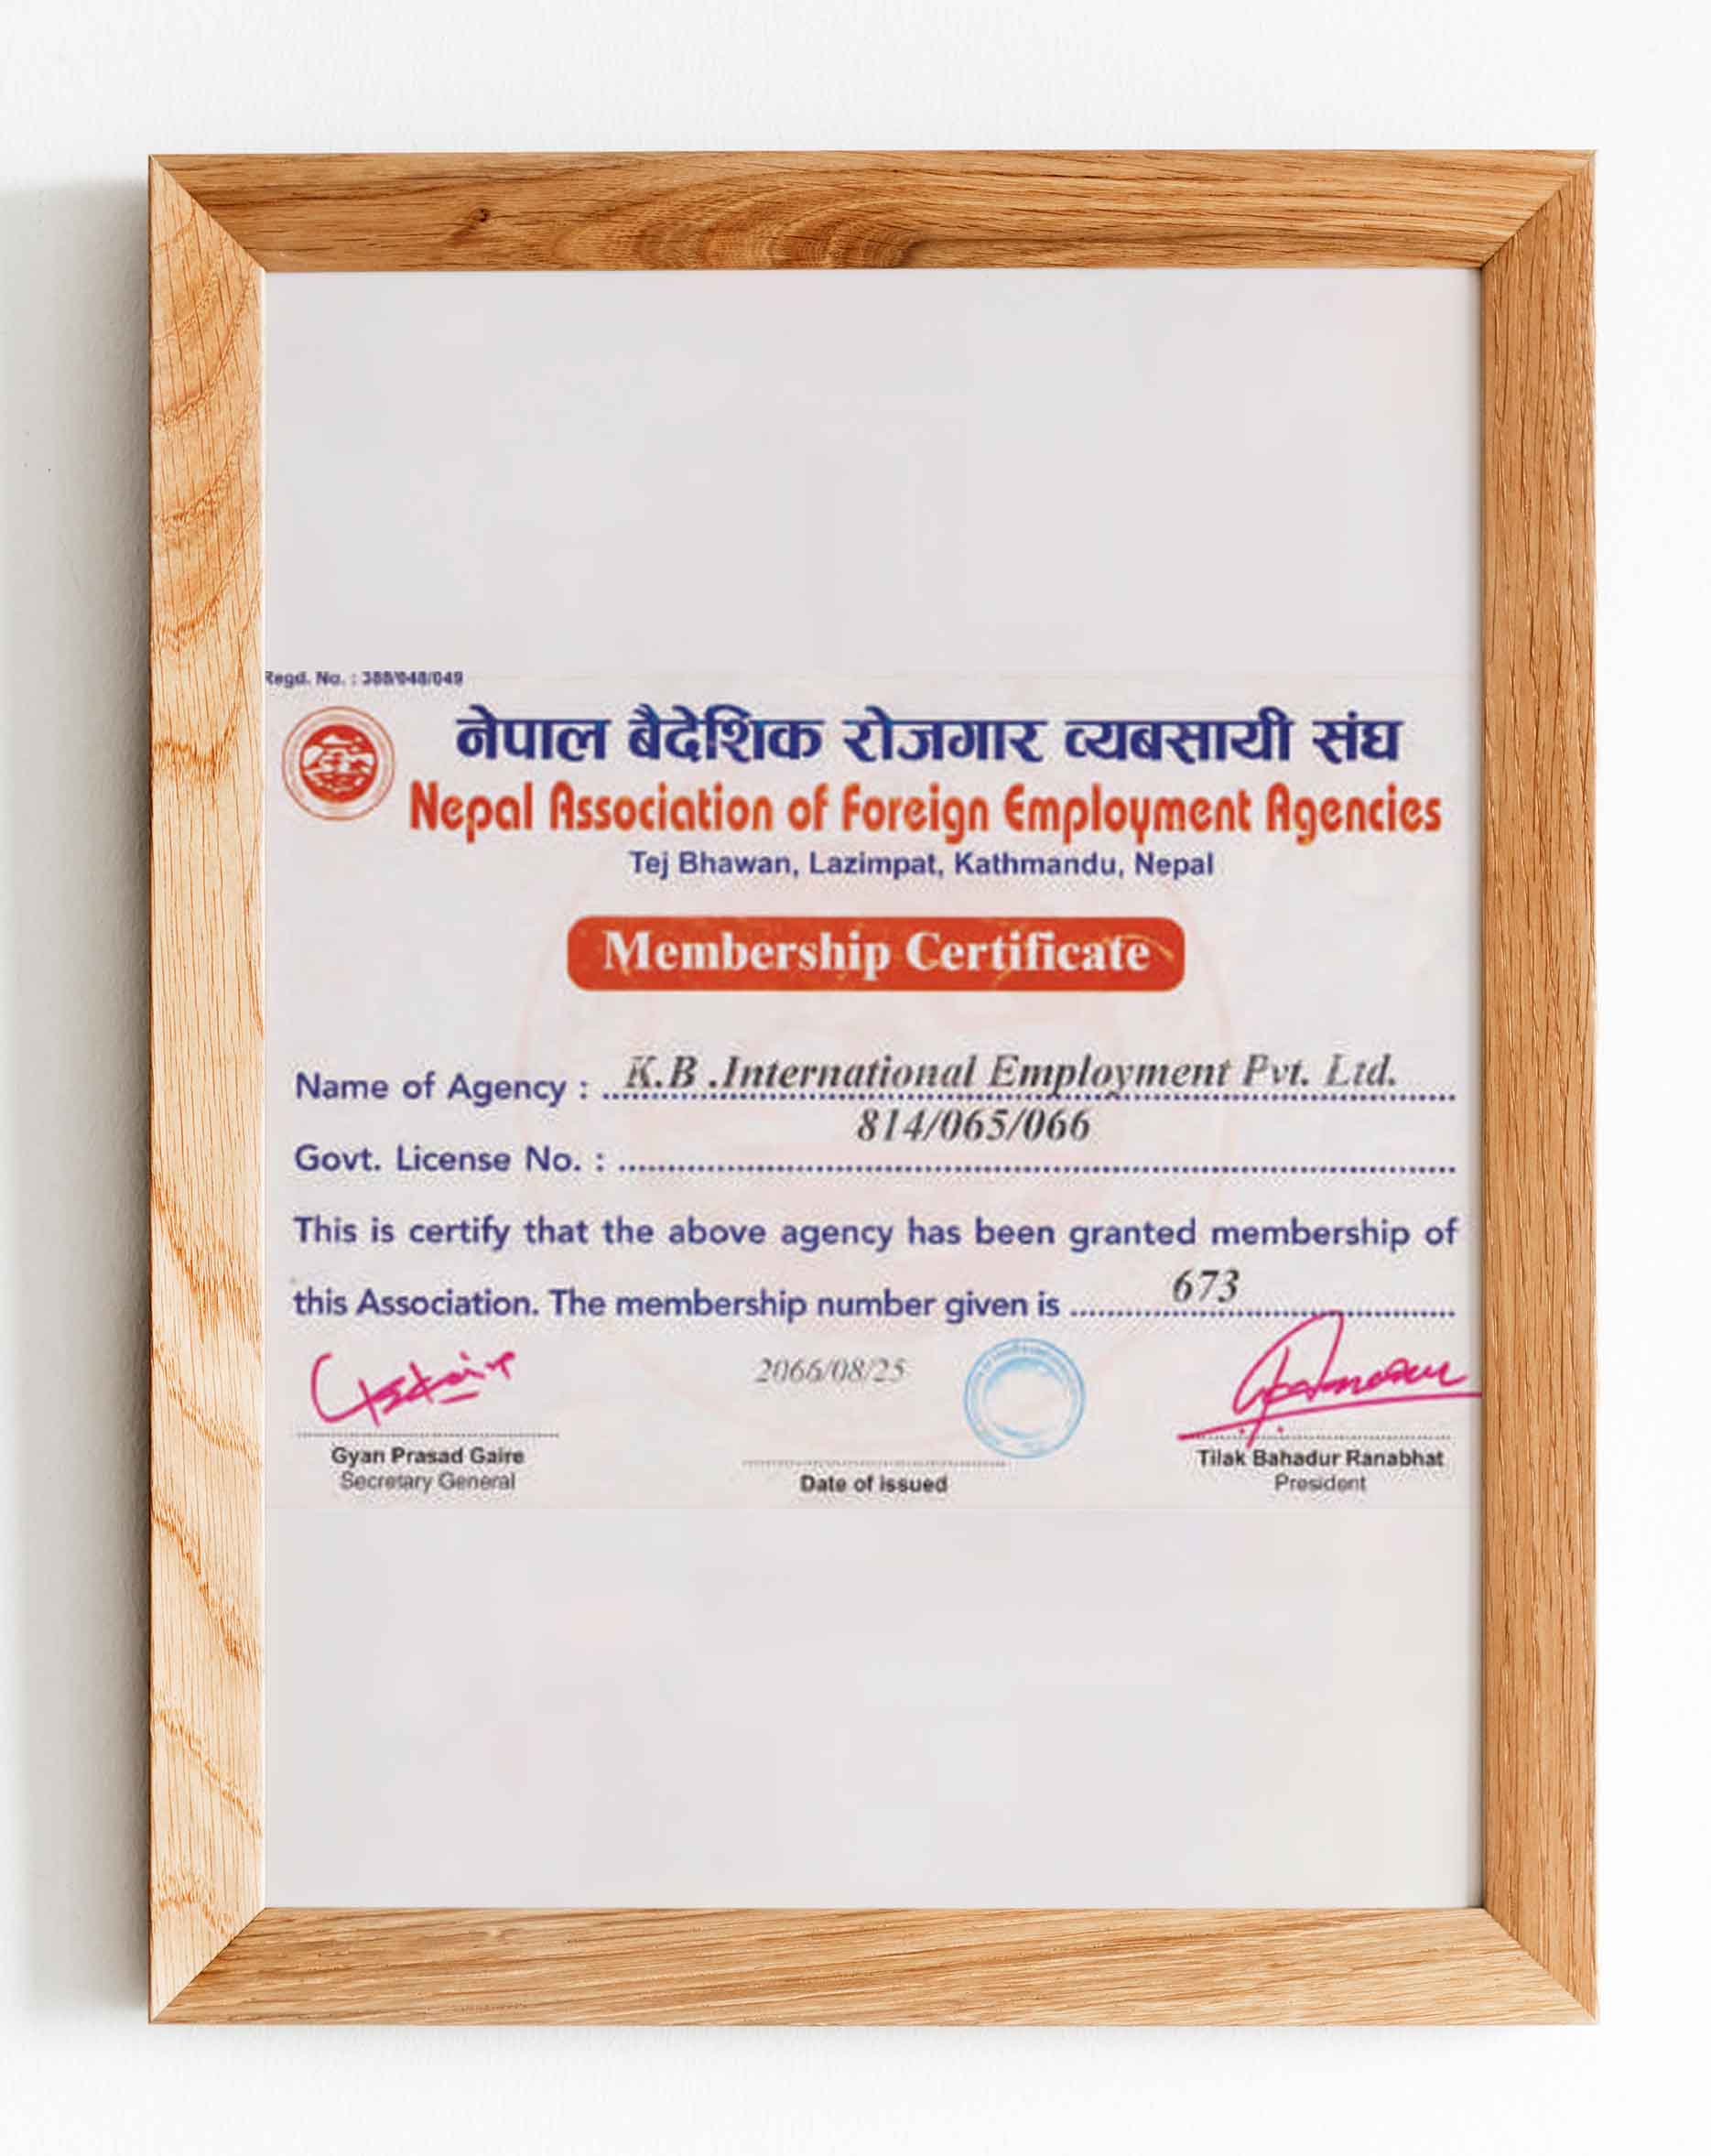 Regd. No. : 388/048/049
नेपाल बैदेशिक रोजगार व्यबसायी संघ
Nepal Association of Foreign Employment Agencies
Tej Bhawan, Lazimpat, Kathmandu, Nepal
Membership Certificate
Name of Agency : K.B .International Employment Pvt. Ltd.
814/065/066
Govt. License No. :
This is certify that the above agency has been granted membership of
this Association. The membership number given is 673
2066/08/25
Gyan Prasad Gaire
Secretary General
Date of issued
Tilak Bahadur Ranabhat
President